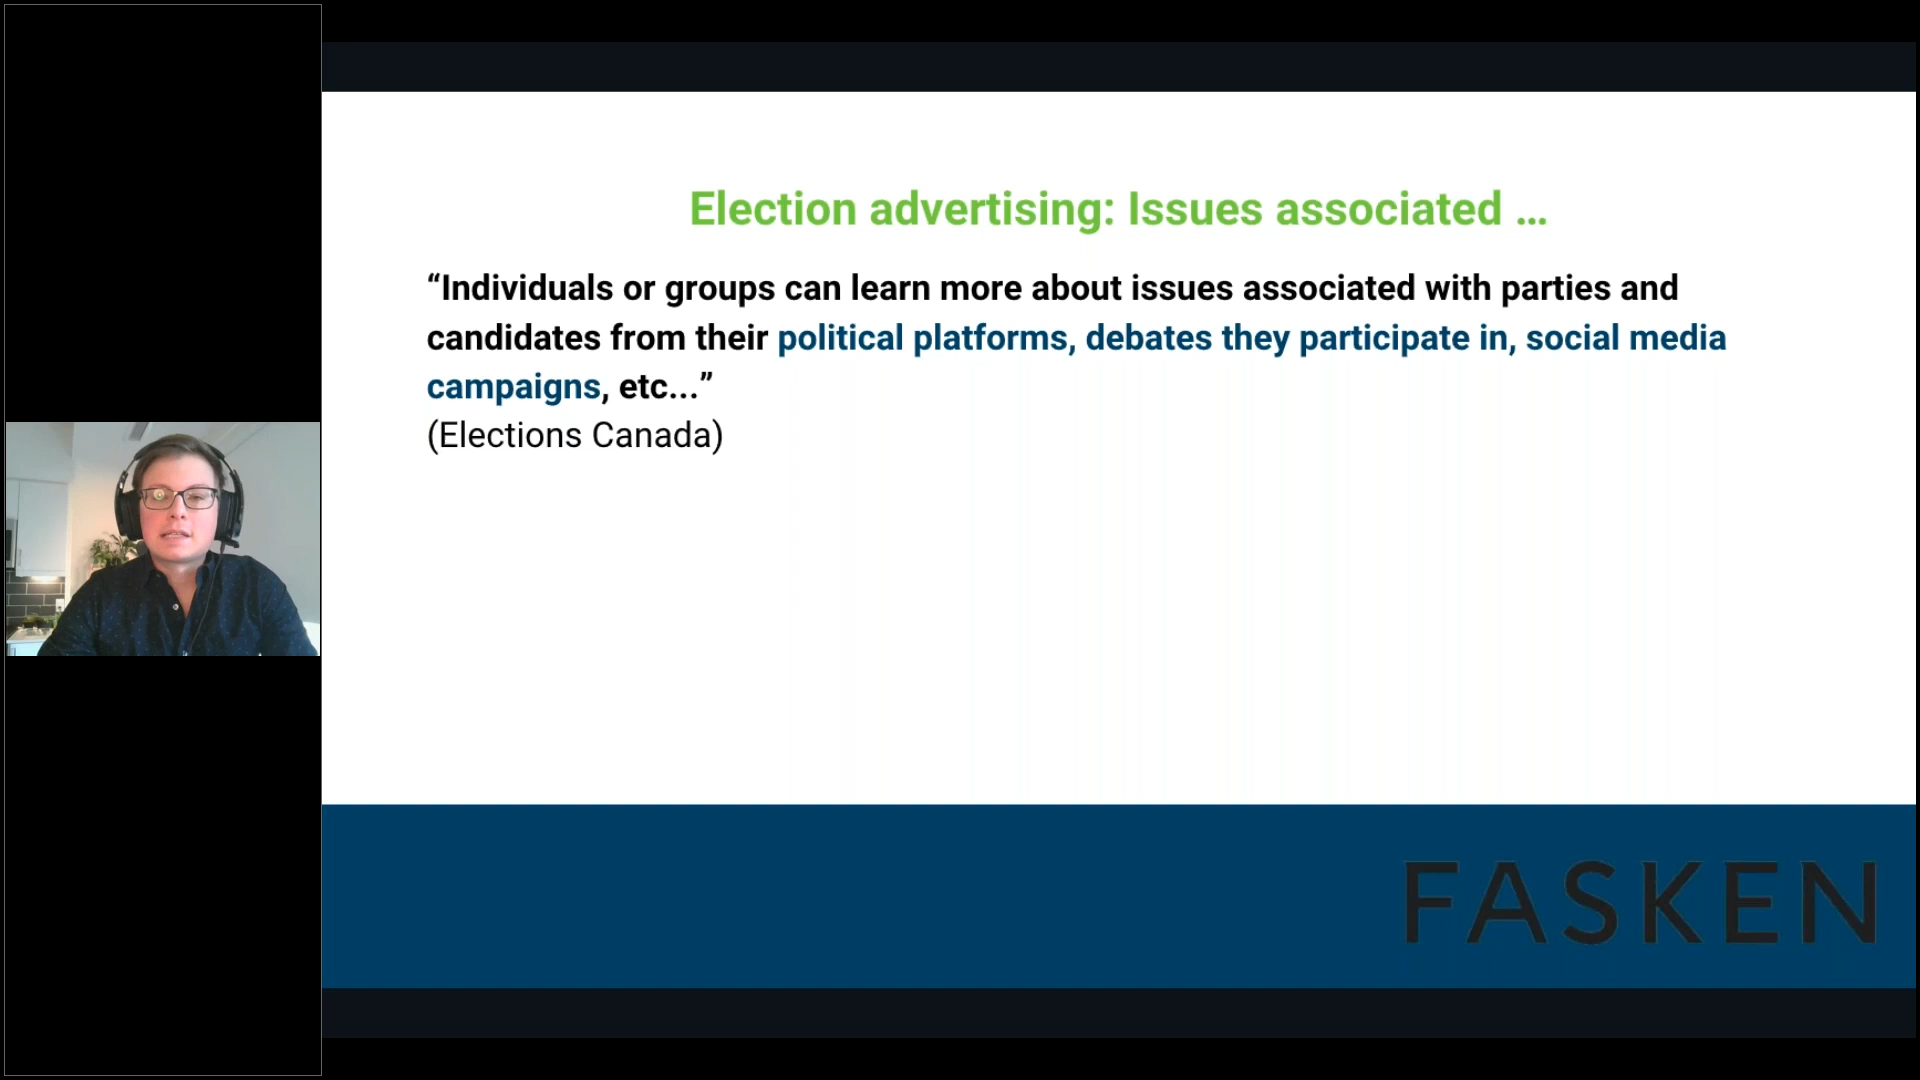 Election advertising: Issues associated ...
“Individuals or groups can learn more about issues associated with parties and
candidates from their political platforms, debates they participate in, social media
campaigns, etc...”
(Elections Canada)
FASKEN